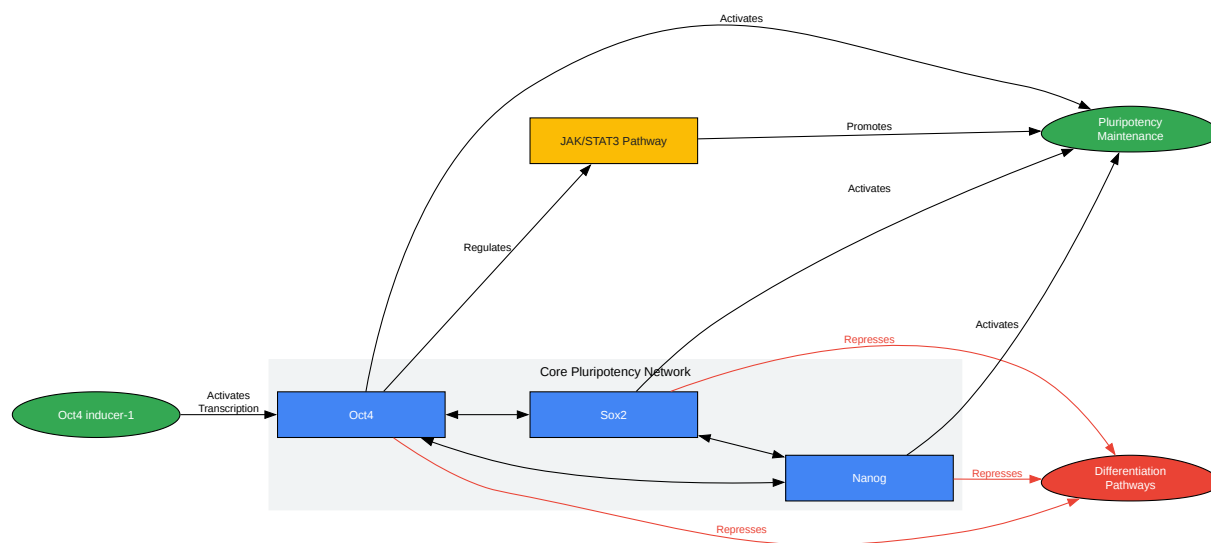 Activates
Pluripotency
Maintenance
Promotes
JAK/STAT3 Pathway
Activates
Regulates
Activates
Represses
Core Pluripotency Network
Activates
Transcription
Oct4 inducer-1
Oct4
Sox2
Nanog
Represses
Differentiation
Pathways
Represses